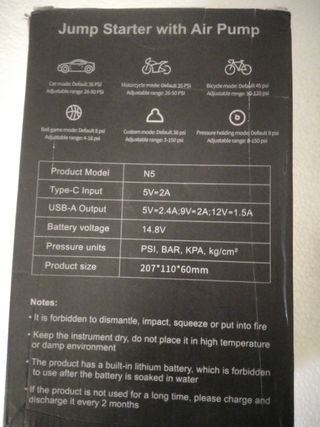 Jump Starter with Air Pump
Car mode: Default 36 PSI
Adjustable range: 26-50 PSI
Motorcycle mode: Default 35 PSI
Adjustable range: 26-50 PSI
Bicycle mode: Default 45 psi
Adjustable range: 30-120 psi
Ball game mode: Default 8 psi
Adjustable range: 4-16 psi
Custom mode: Default 36 psi
Adjustable range: 3-150 psi
Pressure holding mode: Default 8 psi
Adjustable range: 8-150 psi
Product Model N5
Type-C Input 5V=2A
USB-A Output 5V=2.4A;9V=2A;12V=1.5A
Battery voltage 14.8V
Pressure units PSI, BAR, KPA, kg/cm²
Product size 207*110*60mm
Notes:
• It is forbidden to dismantle, impact, squeeze or put into fire
• Keep the instrument dry, do not place it in high temperature
or damp environment
• The product has a built-in lithium battery, which is forbidden
to use after the battery is soaked in water
• If the product is not used for a long time, please charge and
discharge it every 2 months